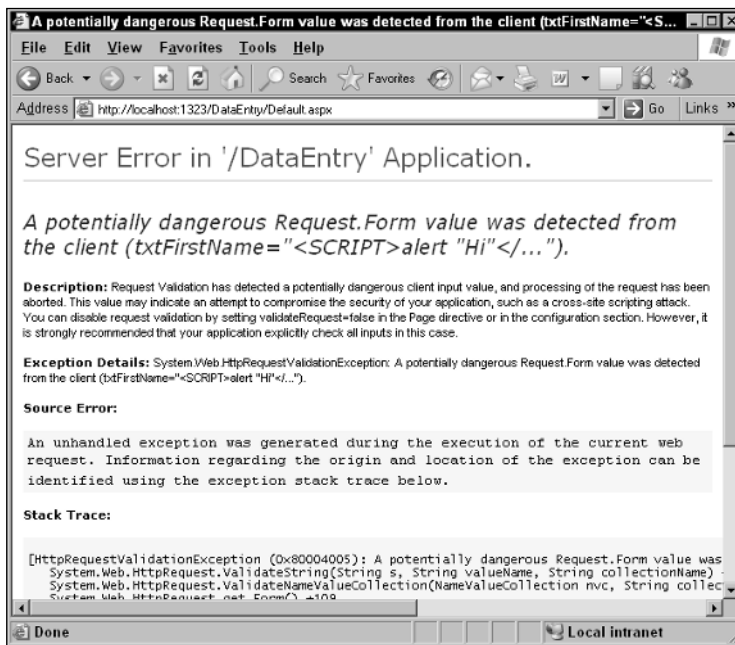 A potentially dangerous Request.Form value was detected from the client (txtFirstName="<S...
File Edit View Favorites Tools Help
Back Search Favorites
Address http://localhost:1323/DataEntry/Default.aspx Go Links »
Server Error in '/DataEntry' Application.
A potentially dangerous Request.Form value was detected from
the client (txtFirstName="<SCRIPT>alert "Hi"</...").
Description: Request Validation has detected a potentially dangerous client input value, and processing of the request has been
aborted. This value may indicate an attempt to compromise the security of your application, such as a cross-site scripting attack.
You can disable request validation by setting validateRequest=false in the Page directive or in the configuration section. However, it
is strongly recommended that your application explicitly check all inputs in this case.
Exception Details: System.Web.HttpRequestValidationException: A potentially dangerous Request.Form value was detected
from the client (txtFirstName="<SCRIPT>alert "Hi"</...").
Source Error:
An unhandled exception was generated during the execution of the current web
request. Information regarding the origin and location of the exception can be
identified using the exception stack trace below.
Stack Trace:
[HttpRequestValidationException (0x80004005): A potentially dangerous Request.Form value was
System.Web.HttpRequest.ValidateString(String s, String valueName, String collectionName)
System.Web.HttpRequest.ValidateNameValueCollection(NameValueCollection nvc, String collec
System.Web.HttpRequest.get_Form() +109
Done Local intranet